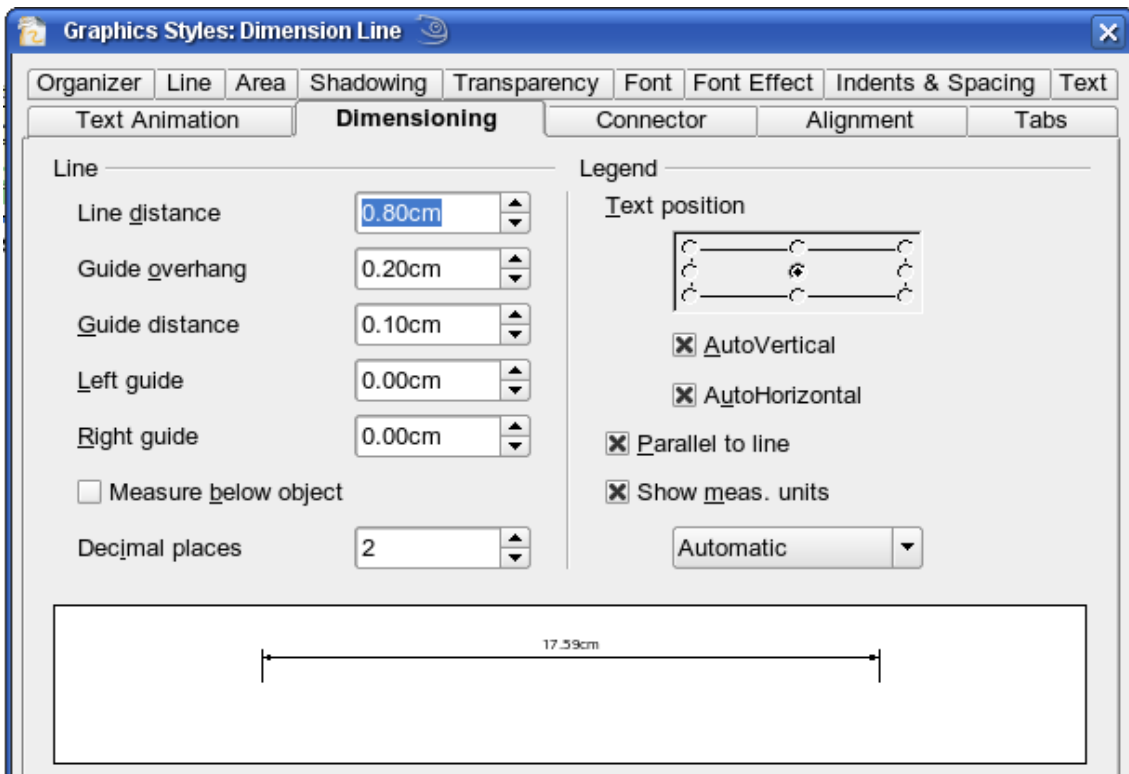 Graphics Styles: Dimension Line
Organizer Line Area Shadowing Transparency Font Font Effect Indents & Spacing Text
Text Animation Dimensioning Connector Alignment Tabs
Line
Line distance 0.80cm
Guide overhang 0.20cm
Guide distance 0.10cm
Left guide 0.00cm
Right guide 0.00cm
Measure below object
Decimal places 2
Legend
Text position
AutoVertical
AutoHorizontal
Parallel to line
Show meas. units
Automatic
17.59cm